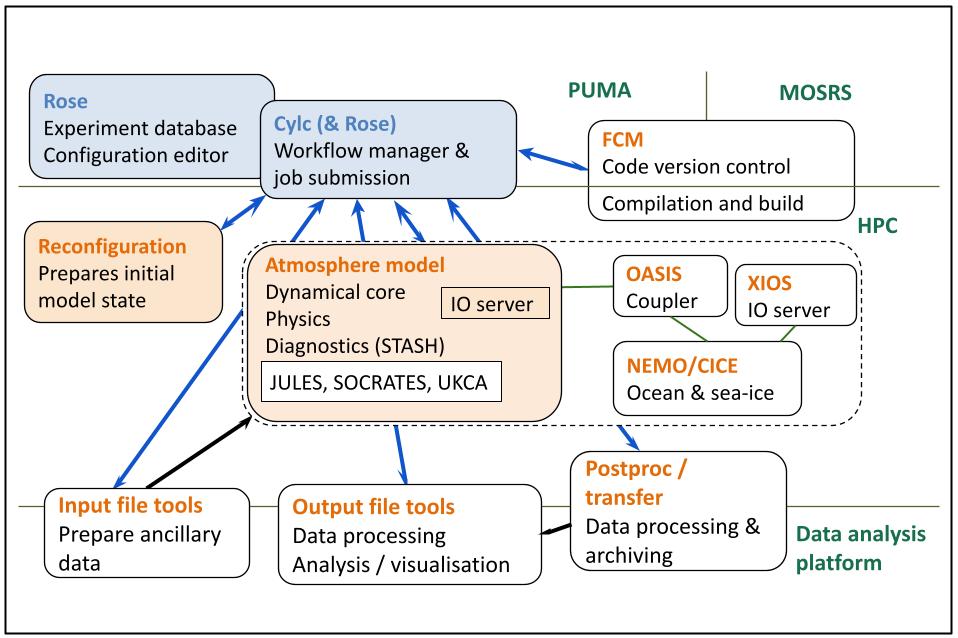 PUMA
MOSRS
Rose
Experiment database
Configuration editor
Cylc (& Rose)
Workflow manager &
job submission
FCM
Code version control
Compilation and build
HPC
Reconfiguration
Prepares initial
model state
Atmosphere model
Dynamical core
Physics
Diagnostics (STASH)
IO server
JULES, SOCRATES, UKCA
OASIS
Coupler
XIOS
IO server
NEMO/CICE
Ocean & sea-ice
Input file tools
Prepare ancillary
data
Output file tools
Data processing
Analysis / visualisation
Postproc /
transfer
Data processing &
archiving
Data analysis
platform